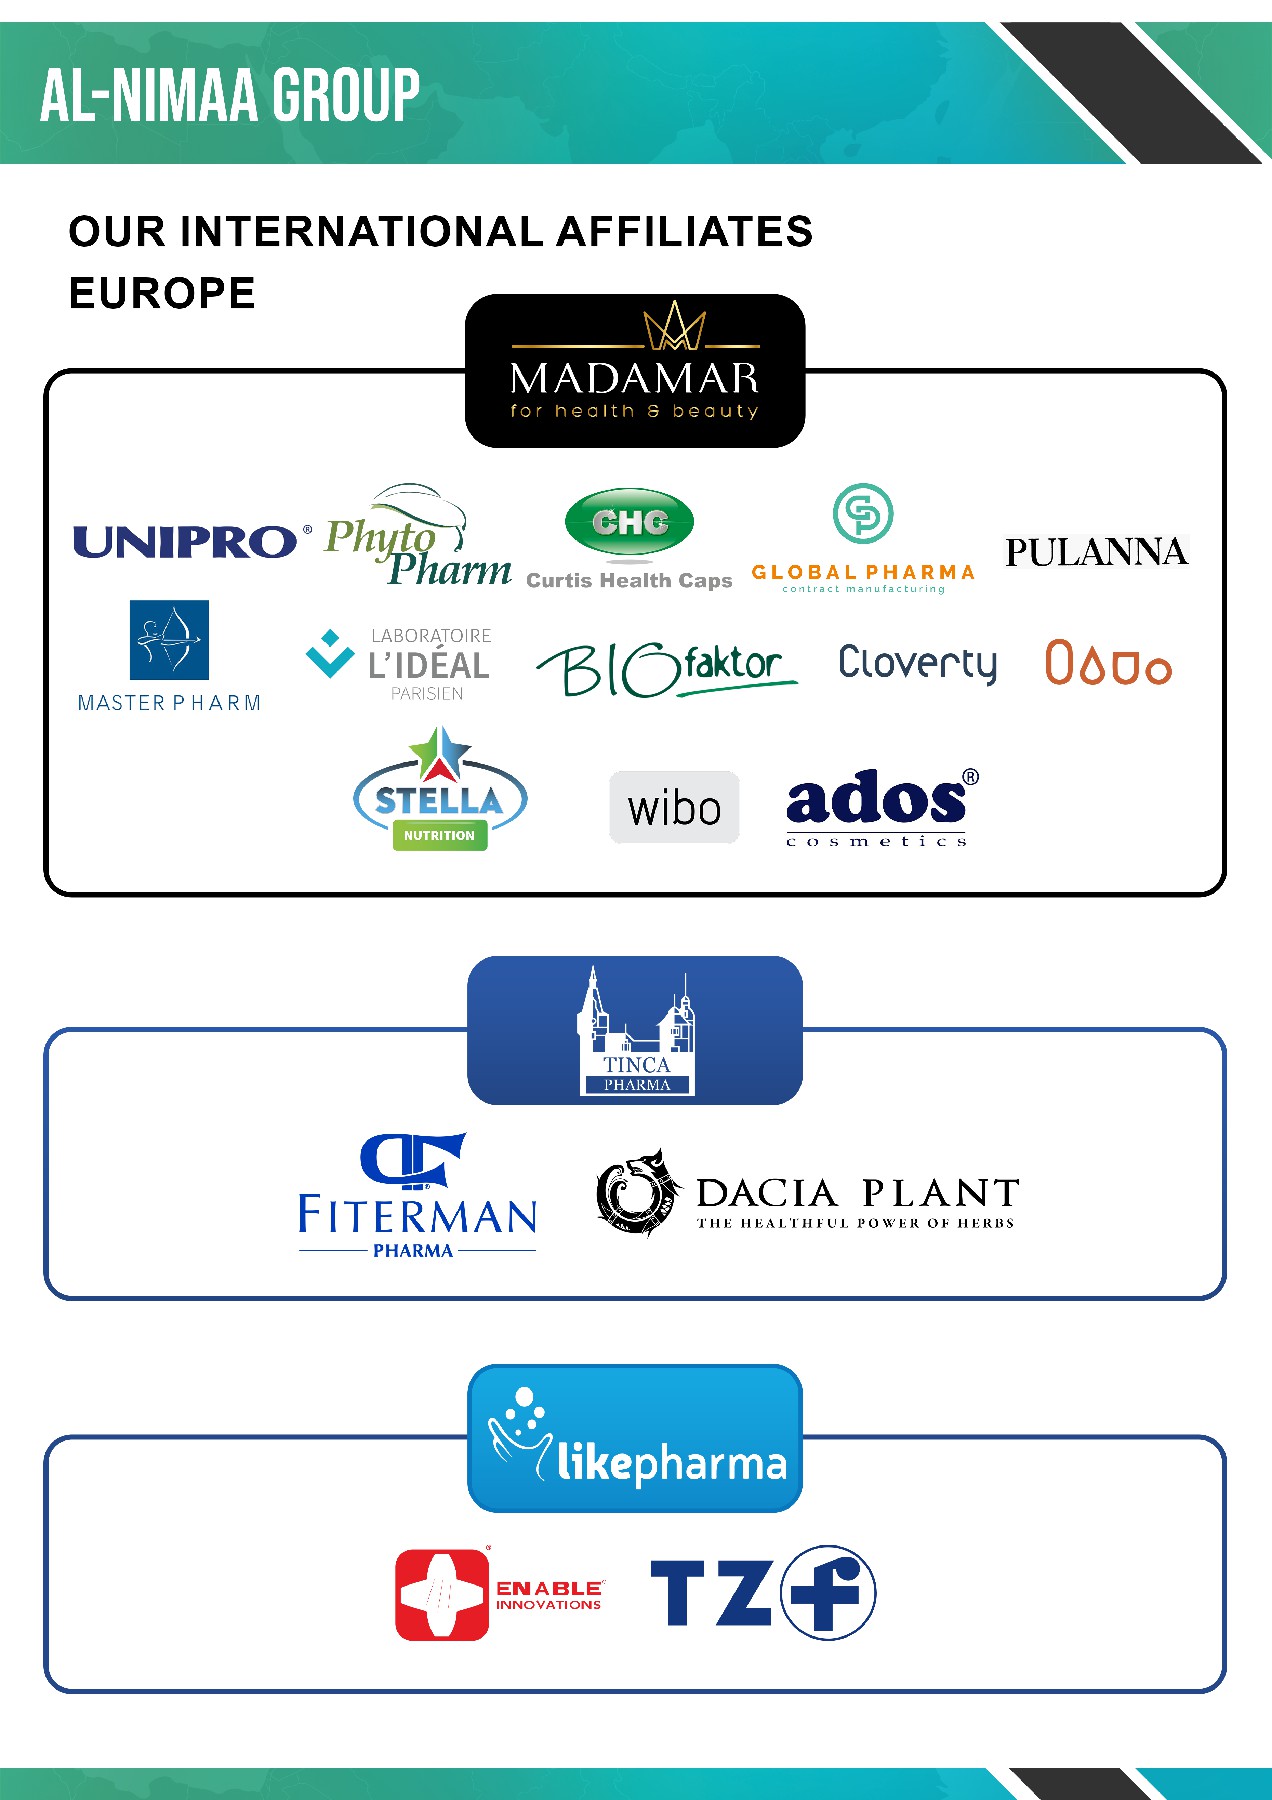 AL-NIMAA GROUP
OUR INTERNATIONAL AFFILIATES
EUROPE
MADAMAR
for health & beauty
UNIPRO®
Phyto
Pharm
CHC
Curtis Health Caps
GP
GLOBAL PHARMA
contract manufacturing
PULANNA
MASTER PHARM
LABORATOIRE
L'IDÉAL
PARISIEN
BIOfaktor
Cloverty
STELLA
NUTRITION
wibo
ados®
cosmetics
TINCA
PHARMA
FITERMAN
PHARMA
DACIA PLANT
THE HEALTHFUL POWER OF HERBS
likepharma
ENABLE
INNOVATIONS
TZF